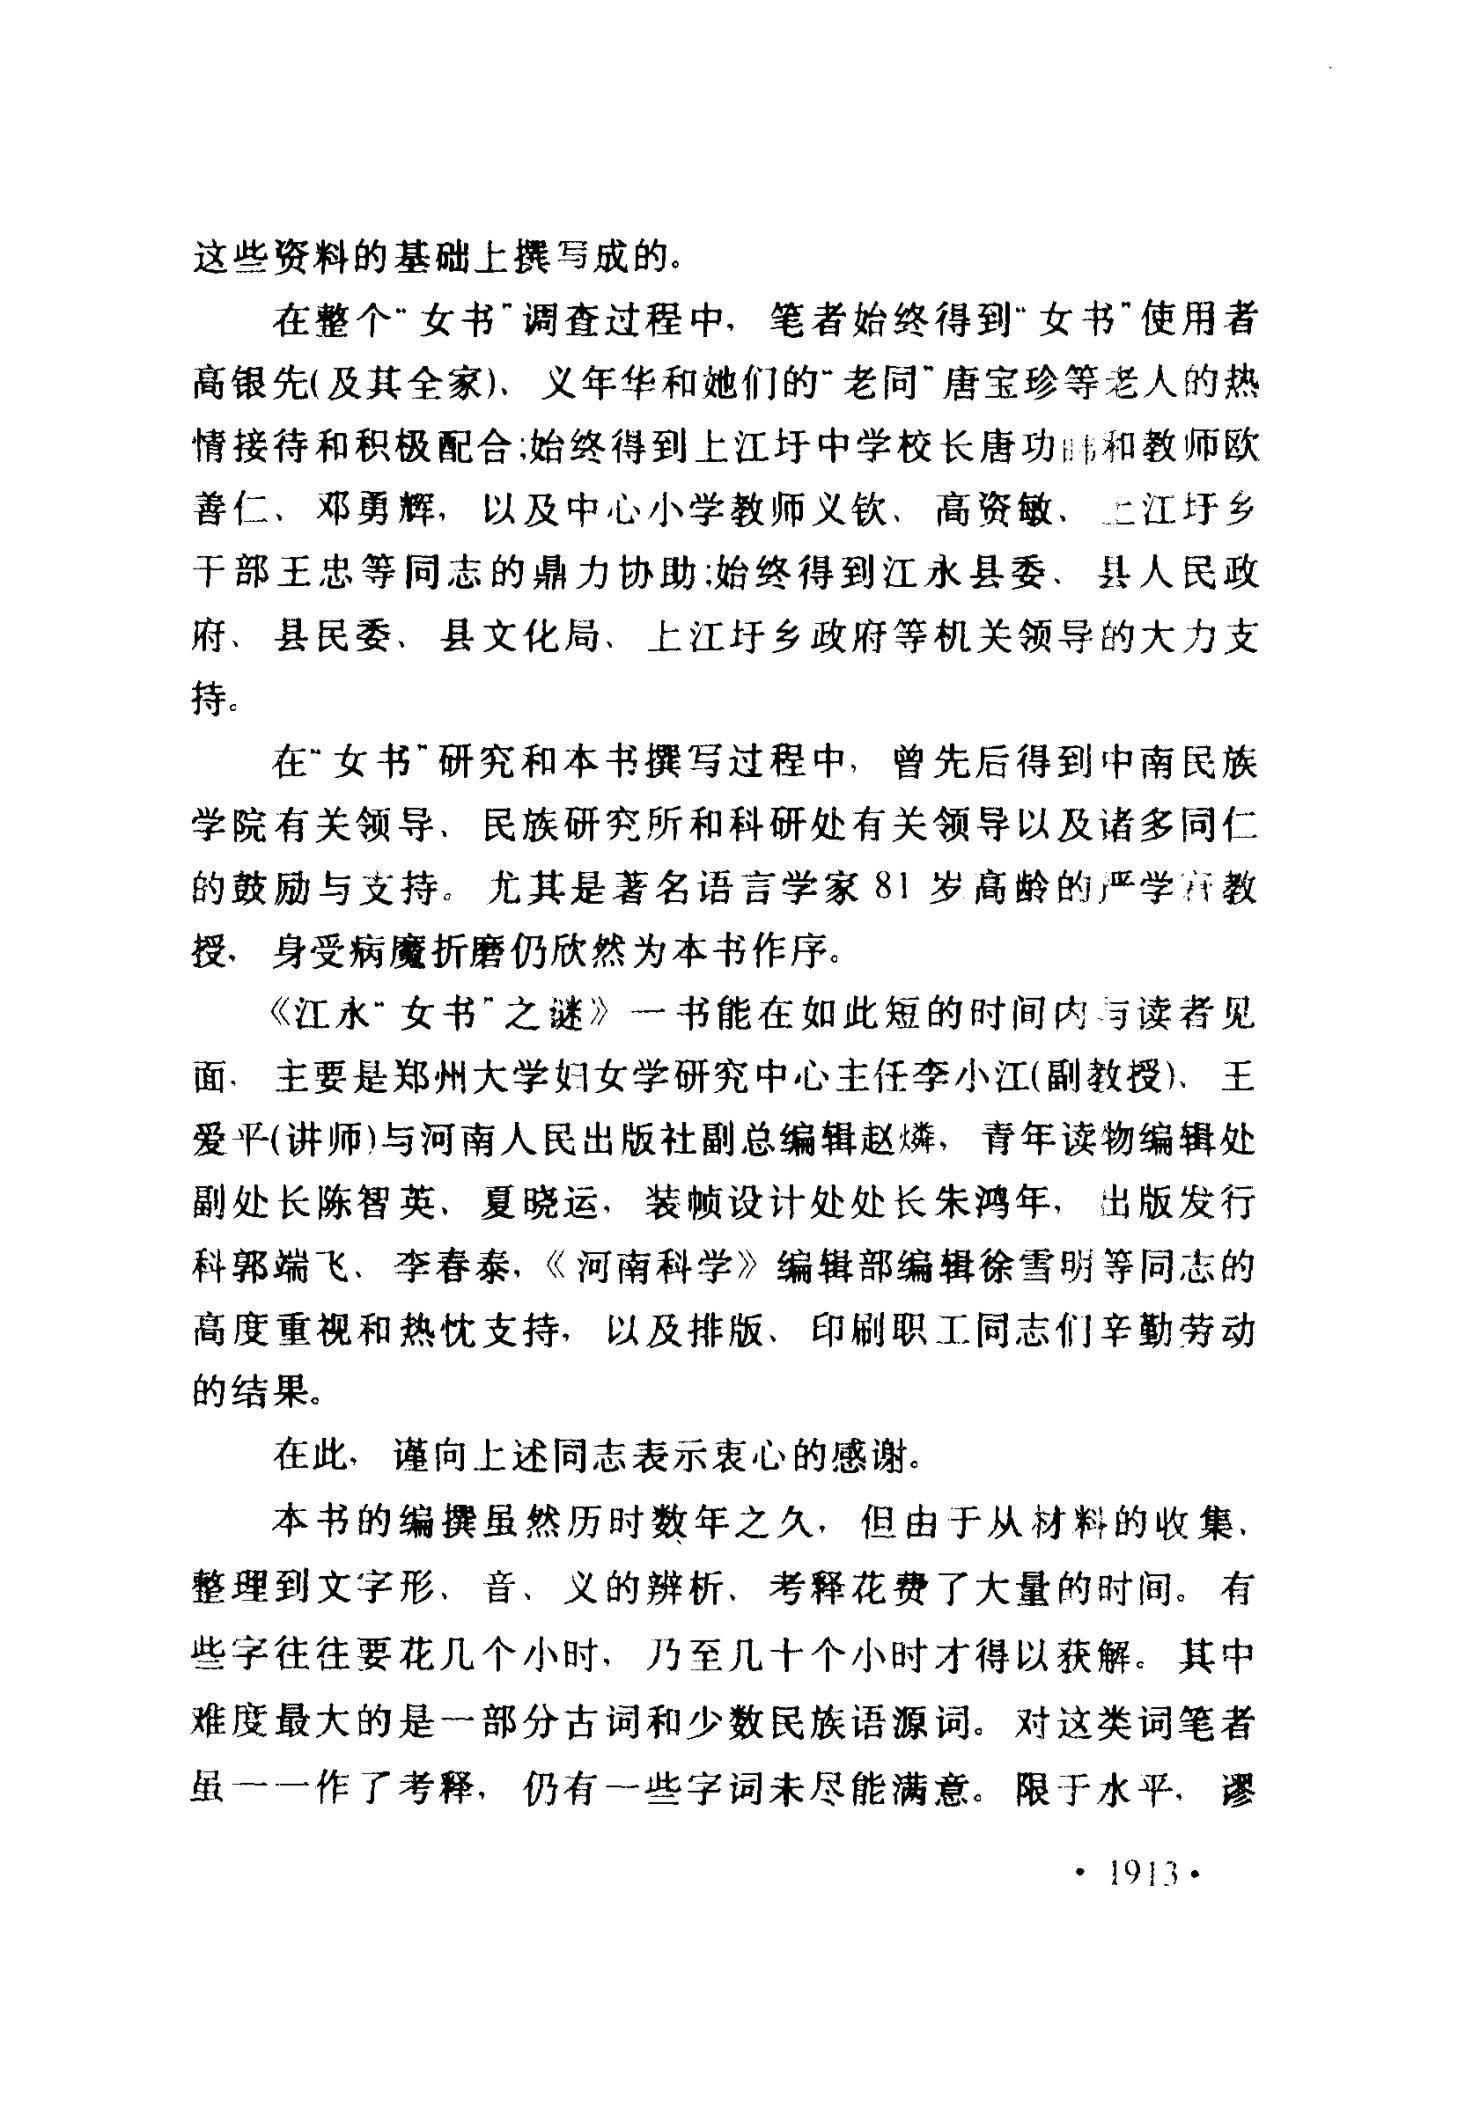 这些资料的基础上撰写成的。
在整个“女书”调查过程中，笔者始终得到“女书”使用者
高银先(及其全家)、义年华和她们的“老同”唐宝珍等老人的热
情接待和积极配合;始终得到上江圩中学校长唐功和教师欧
善仁、邓勇辉，以及中心小学教师义钦、高资敏、上江圩乡
干部王忠等同志的鼎力协助;始终得到江永县委、县人民政
府、县民委、县文化局、上江圩乡政府等机关领导的大力支
持。
在“女书”研究和本书撰写过程中，曾先后得到中南民族
学院有关领导、民族研究所和科研处有关领导以及诸多同仁
的鼓励与支持。尤其是著名语言学家81岁高龄的严学宭教
授，身受病魔折磨仍欣然为本书作序。
《江永“女书”之谜》一书能在如此短的时间内与读者见
面，主要是郑州大学妇女学研究中心主任李小江(副教授)、王
爱平(讲师)与河南人民出版社副总编辑赵燐，青年读物编辑处
副处长陈智英、夏晓运，装帧设计处处长朱鸿年，出版发行
科郭端飞、李春泰，《河南科学》编辑部编辑徐雪明等同志的
高度重视和热忱支持，以及排版、印刷职工同志们辛勤劳动
的结果。
在此，谨向上述同志表示衷心的感谢。
本书的编撰虽然历时数年之久，但由于从材料的收集、
整理到文字形、音、义的辨析、考释花费了大量的时间。有
些字往往要花几个小时，乃至几十个小时才得以获解。其中
难度最大的是一部分古词和少数民族语源词。对这类词笔者
虽一一作了考释，仍有一些字词未尽能满意。限于水平，谬
·1913·